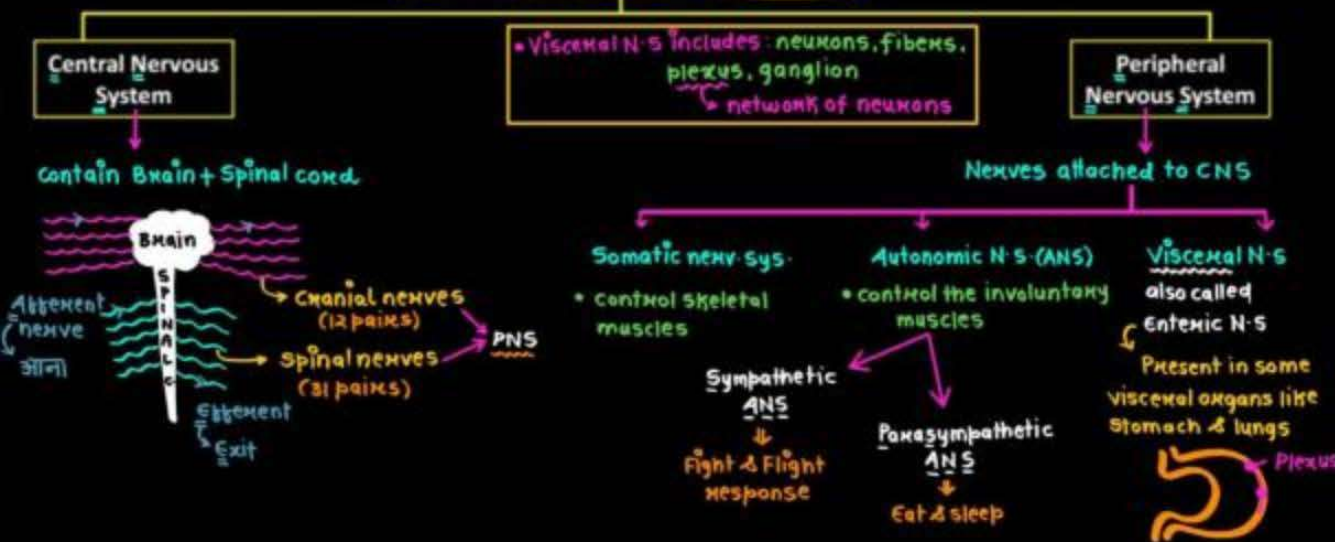 Central Nervous
System
• Visceral N·S includes: neurons, fibers,
plexus, ganglion
network of neurons
Peripheral
Nervous System
Contain Brain + Spinal cord
Nerves attached to CNS
Brain
SPINAL C
Afferent
nerve
आना
Cranial nerves
(12 pairs)
Spinal nerves
(31 pairs)
PNS
Efferent
Exit
Somatic nerv. sys.
• control skeletal
muscles
Autonomic N·S·(ANS)
• control the involuntary
muscles
Sympathetic
ANS
Fight & Flight
response
Parasympathetic
ANS
Eat & sleep
Visceral N·S
also called
Enteric N·S
Present in some
visceral organs like
Stomach & lungs
Plexus